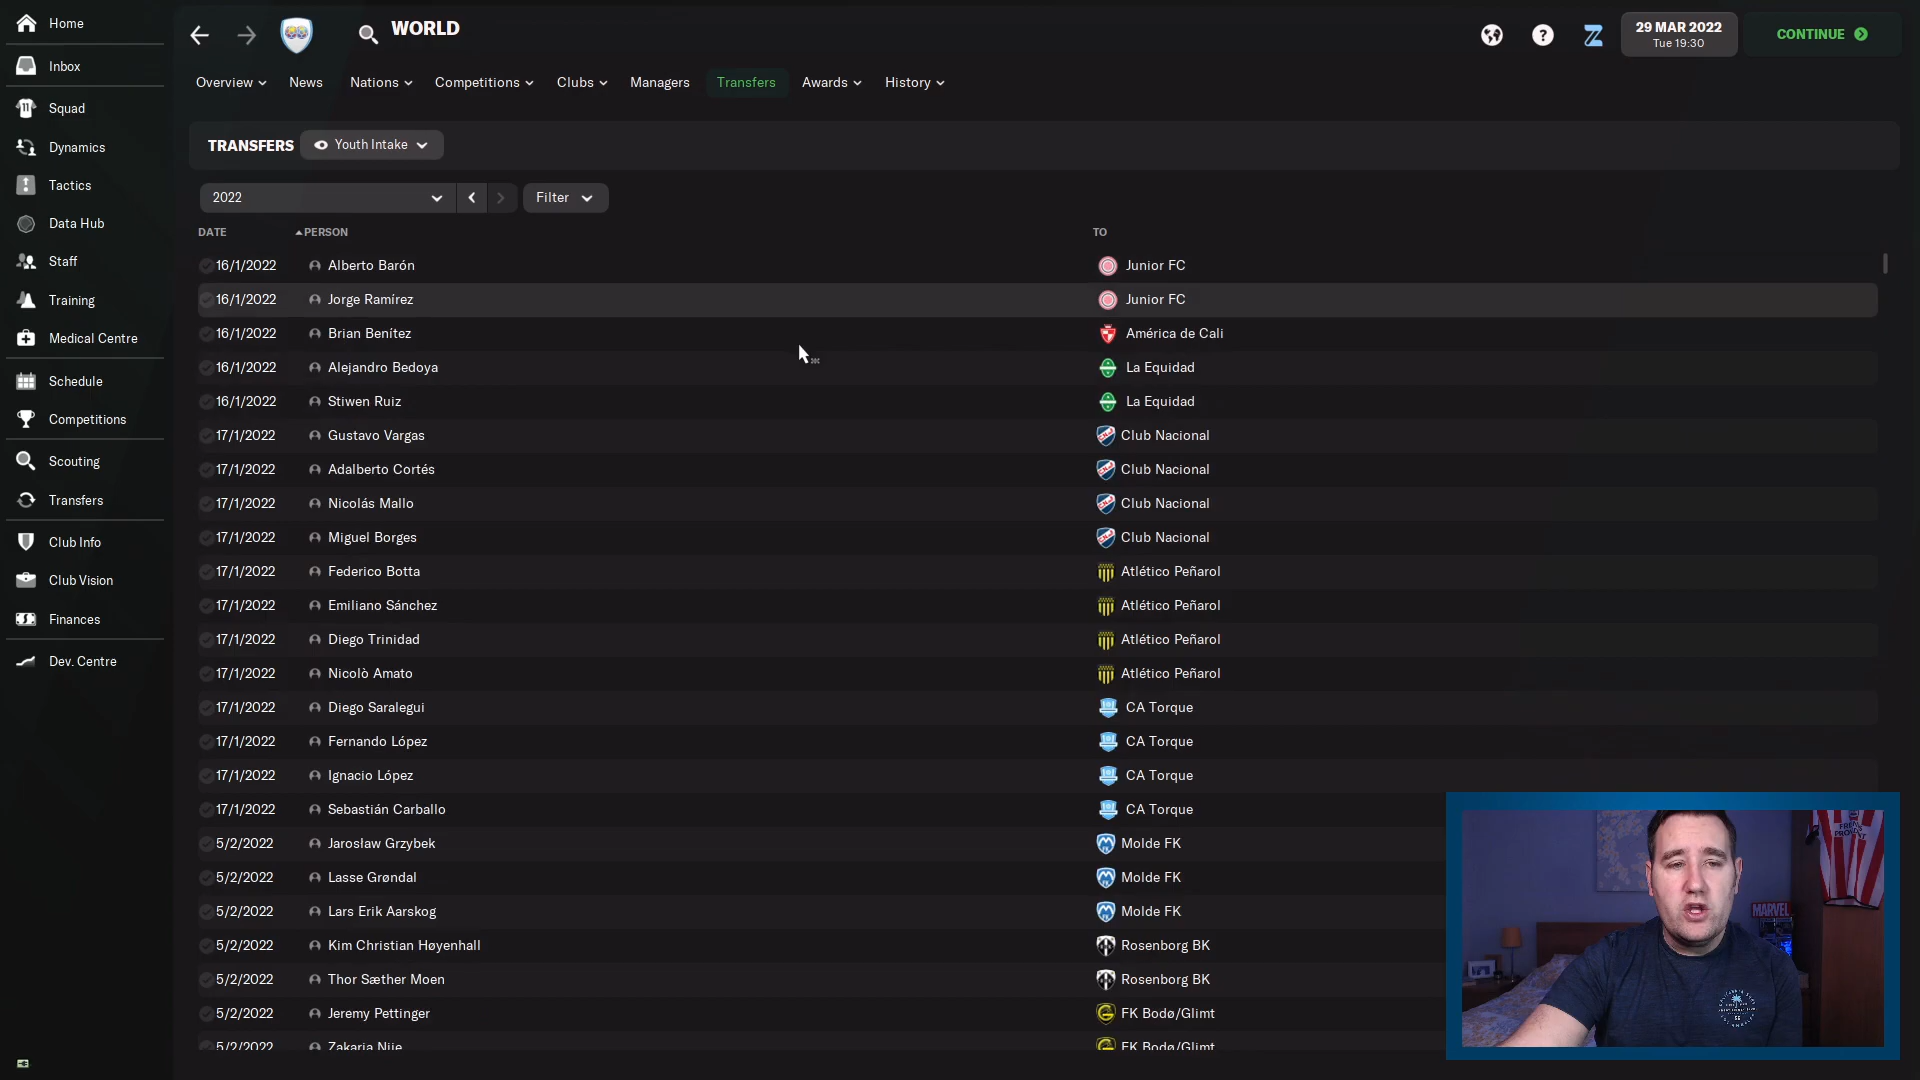 Home
Inbox
Squad
Dynamics
Tactics
Data Hub
Staff
Training
Medical Centre
Schedule
Competitions
Scouting
Transfers
Club Info
Club Vision
Finances
Dev. Centre
WORLD
29 MAR 2022
Tue 19:30
CONTINUE
Overview News Nations Competitions Clubs Managers Transfers Awards History
TRANSFERS Youth Intake
2022 Filter
DATE PERSON TO
16/1/2022 Alberto Barón Junior FC
16/1/2022 Jorge Ramírez Junior FC
16/1/2022 Brian Benítez América de Cali
16/1/2022 Alejandro Bedoya La Equidad
16/1/2022 Stiwen Ruiz La Equidad
17/1/2022 Gustavo Vargas Club Nacional
17/1/2022 Adalberto Cortés Club Nacional
17/1/2022 Nicolás Mallo Club Nacional
17/1/2022 Miguel Borges Club Nacional
17/1/2022 Federico Botta Atlético Peñarol
17/1/2022 Emiliano Sánchez Atlético Peñarol
17/1/2022 Diego Trinidad Atlético Peñarol
17/1/2022 Nicolò Amato Atlético Peñarol
17/1/2022 Diego Saralegui CA Torque
17/1/2022 Fernando López CA Torque
17/1/2022 Ignacio López CA Torque
17/1/2022 Sebastián Carballo CA Torque
5/2/2022 Jarosław Grzybek Molde FK
5/2/2022 Lasse Grøndal Molde FK
5/2/2022 Lars Erik Aarskog Molde FK
5/2/2022 Kim Christian Høyenhall Rosenborg BK
5/2/2022 Thor Sæther Moen Rosenborg BK
5/2/2022 Jeremy Pettinger FK Bodø/Glimt
5/2/2022 Zakaria Njie FK Bodø/Glimt
MARVEL